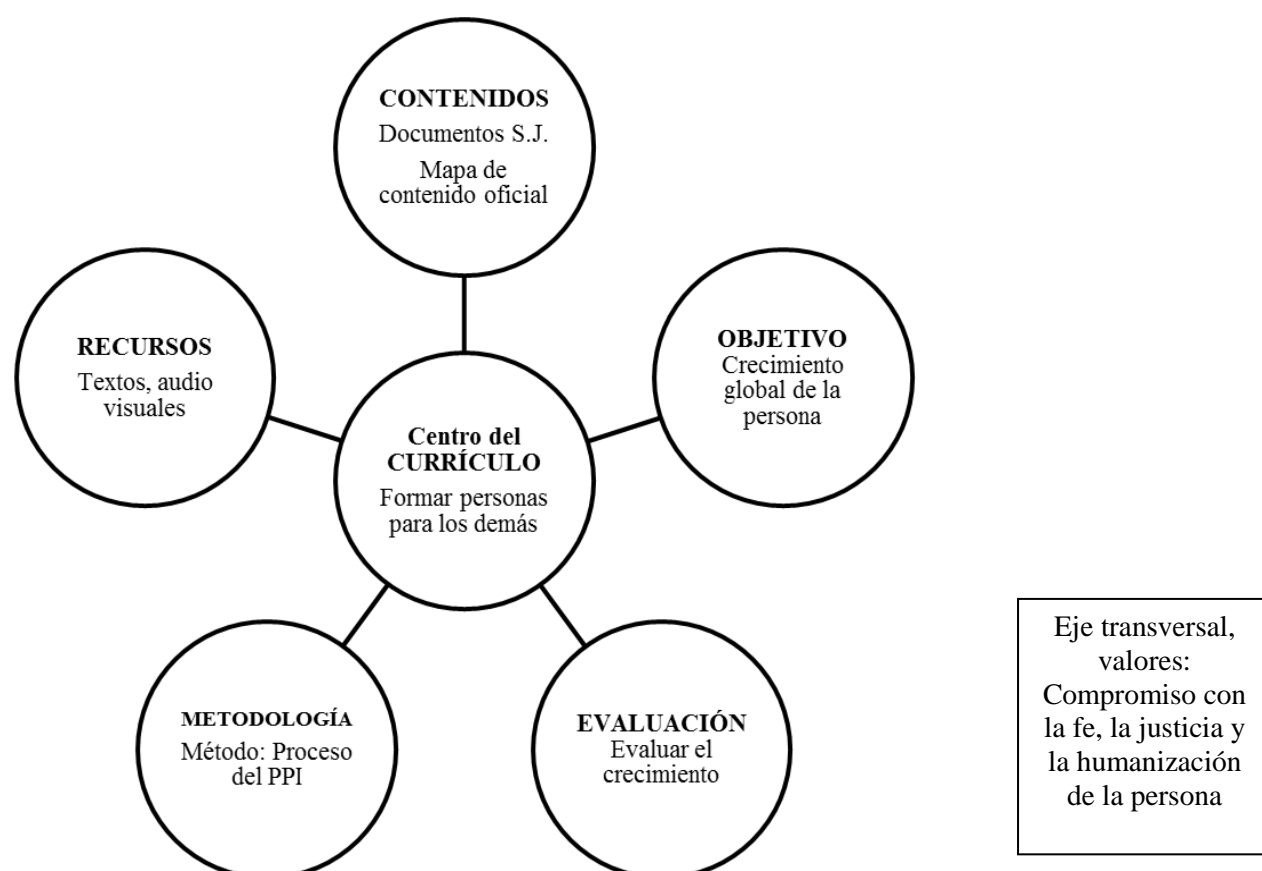 CONTENIDOS
Documentos S.J.
Mapa de
contenido oficial
RECURSOS
Textos, audio
visuales
OBJETIVO
Crecimiento
global de la
persona
Centro del
CURRÍCULO
Formar personas
para los demás
METODOLOGÍA
Método: Proceso
del PPI
EVALUACIÓN
Evaluar el
crecimiento
Eje transversal,
valores:
Compromiso con
la fe, la justicia y
la humanización
de la persona